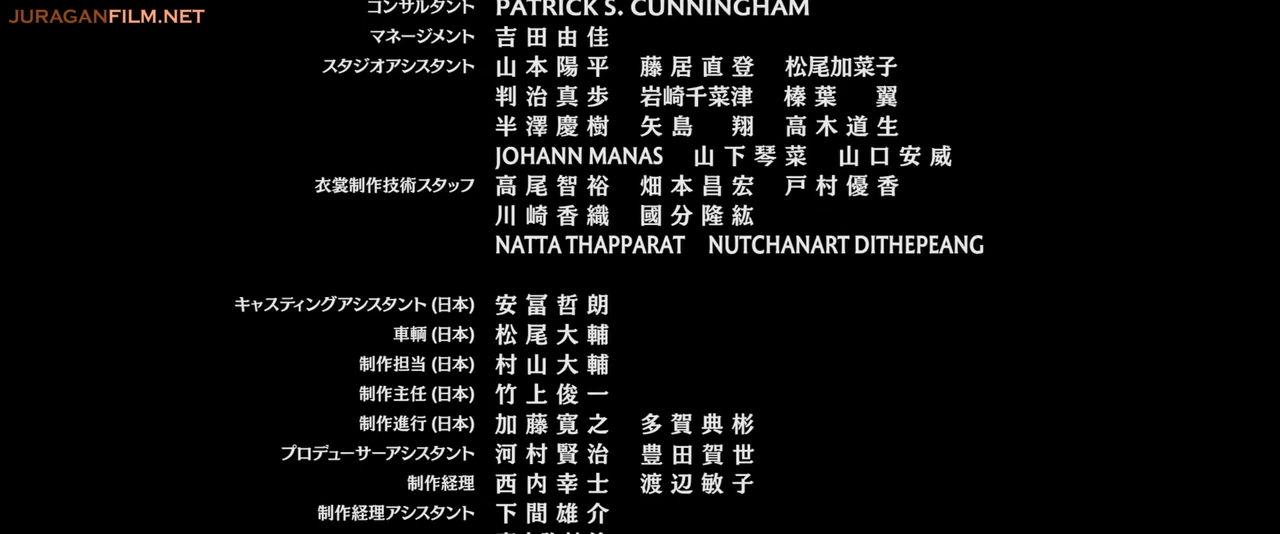 JURAGANFILM.NET
コンサルタント PATRICK S. CUNNINGHAM
マネージメント 吉田由佳
スタジオアシスタント 山本陽平 藤居直登 松尾加菜子
判治真歩 岩崎千菜津 榛葉 翼
半澤慶樹 矢島 翔 高木道生
JOHANN MANAS 山下琴菜 山口安威
衣裳制作技術スタッフ 高尾智裕 畑本昌宏 戸村優香
川崎香織 國分隆紘
NATTA THAPPARAT NUTCHANART DITHEPEANG
キャスティングアシスタント (日本) 安冨哲朗
車輌 (日本) 松尾大輔
制作担当 (日本) 村山大輔
制作主任 (日本) 竹上俊一
制作進行 (日本) 加藤寛之 多賀典彬
プロデューサーアシスタント 河村賢治 豊田賀世
制作経理 西内幸士 渡辺敏子
制作経理アシスタント 下間雄介